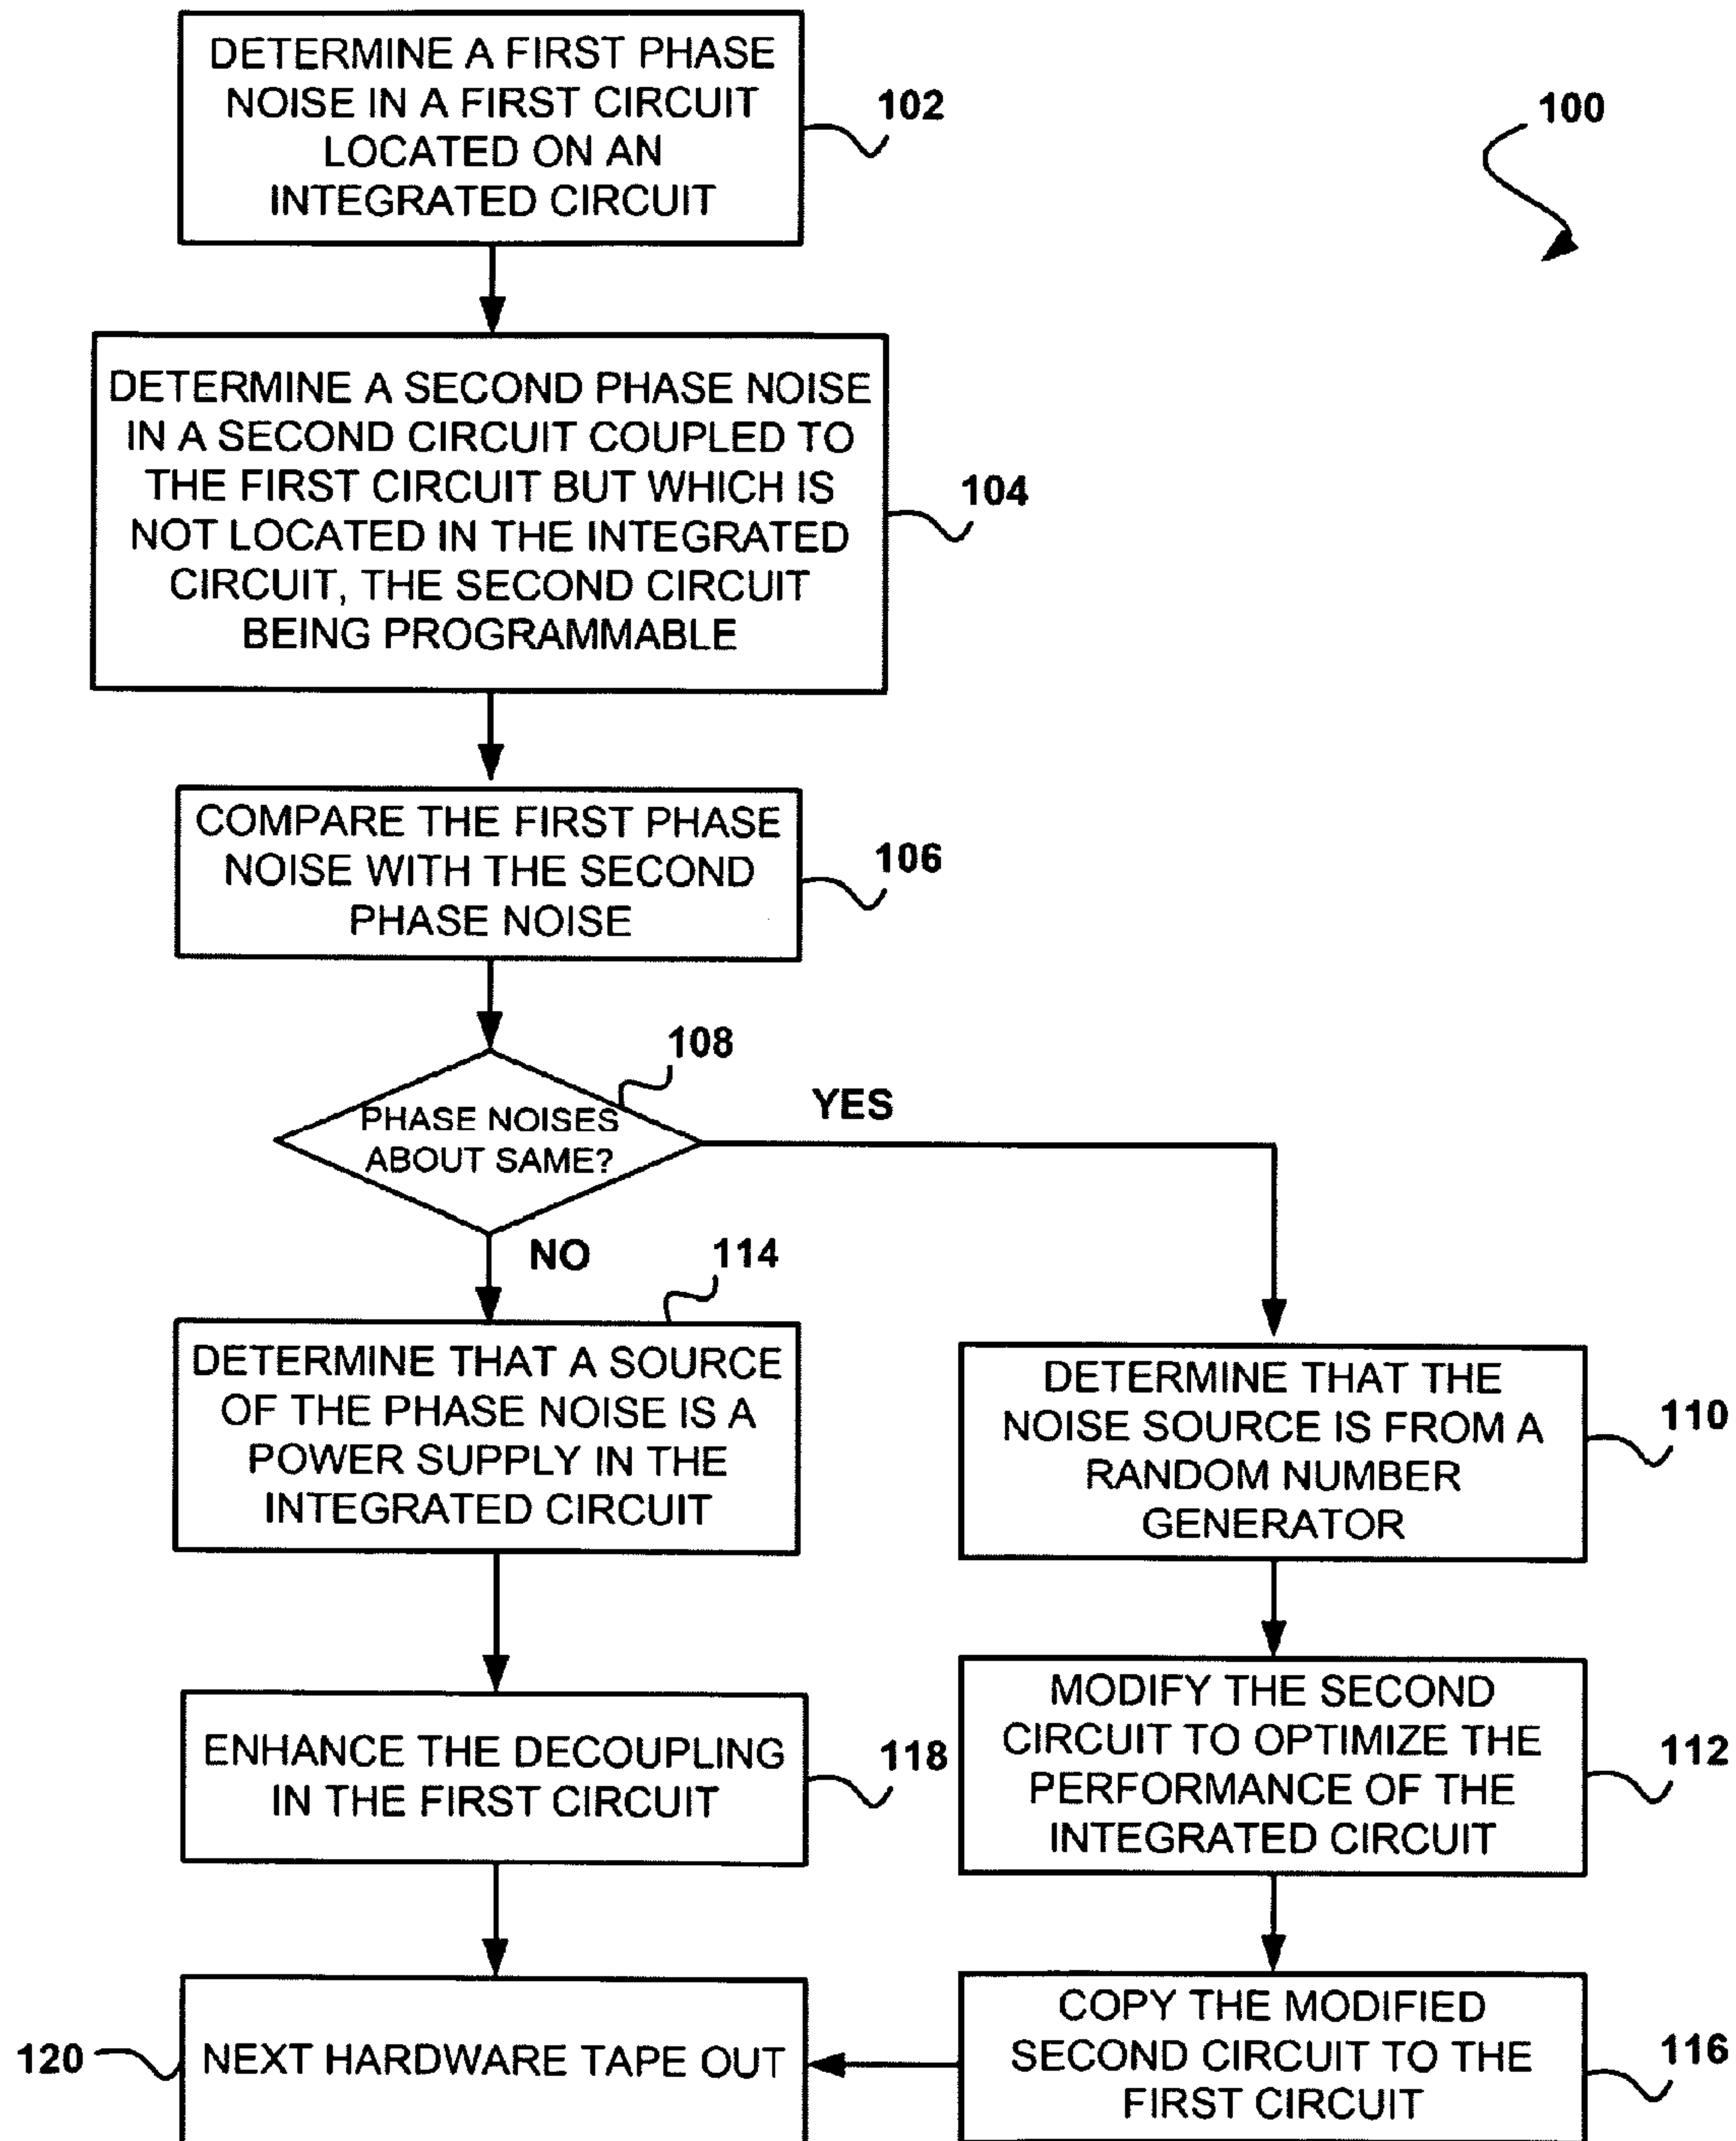 DETERMINE A FIRST PHASE
NOISE IN A FIRST CIRCUIT
LOCATED ON AN
INTEGRATED CIRCUIT
102
100
DETERMINE A SECOND PHASE NOISE
IN A SECOND CIRCUIT COUPLED TO
THE FIRST CIRCUIT BUT WHICH IS
NOT LOCATED IN THE INTEGRATED
CIRCUIT, THE SECOND CIRCUIT
BEING PROGRAMMABLE
104
COMPARE THE FIRST PHASE
NOISE WITH THE SECOND
PHASE NOISE
106
108
PHASE NOISES
ABOUT SAME?
YES
NO
114
DETERMINE THAT A SOURCE
OF THE PHASE NOISE IS A
POWER SUPPLY IN THE
INTEGRATED CIRCUIT
DETERMINE THAT THE
NOISE SOURCE IS FROM A
RANDOM NUMBER
GENERATOR
110
ENHANCE THE DECOUPLING
IN THE FIRST CIRCUIT
118
MODIFY THE SECOND
CIRCUIT TO OPTIMIZE THE
PERFORMANCE OF THE
INTEGRATED CIRCUIT
112
120
NEXT HARDWARE TAPE OUT
COPY THE MODIFIED
SECOND CIRCUIT TO THE
FIRST CIRCUIT
116